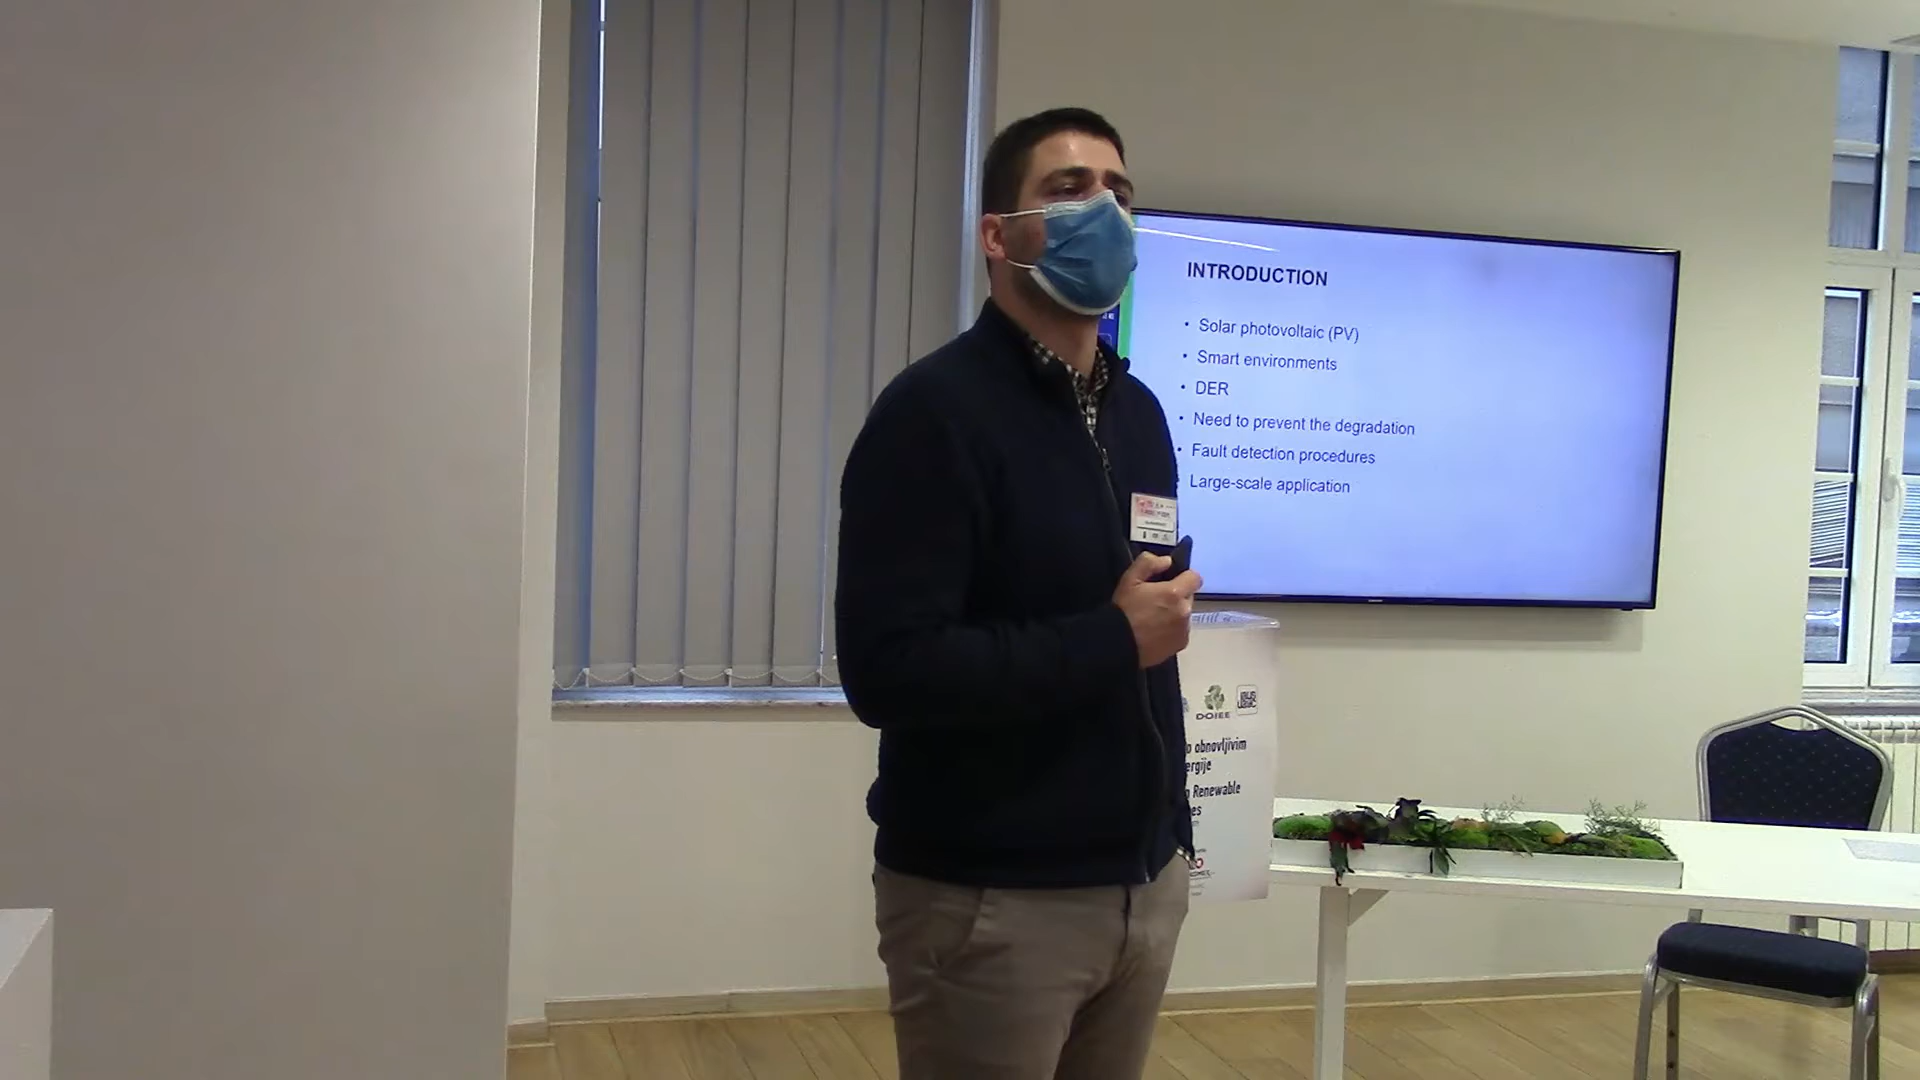 INTRODUCTION
• Solar photovoltaic (PV)
• Smart environments
• DER
• Need to prevent the degradation
• Fault detection procedures
Large-scale application
DOIEE
o obnovljivim
ergije
Renewable
es